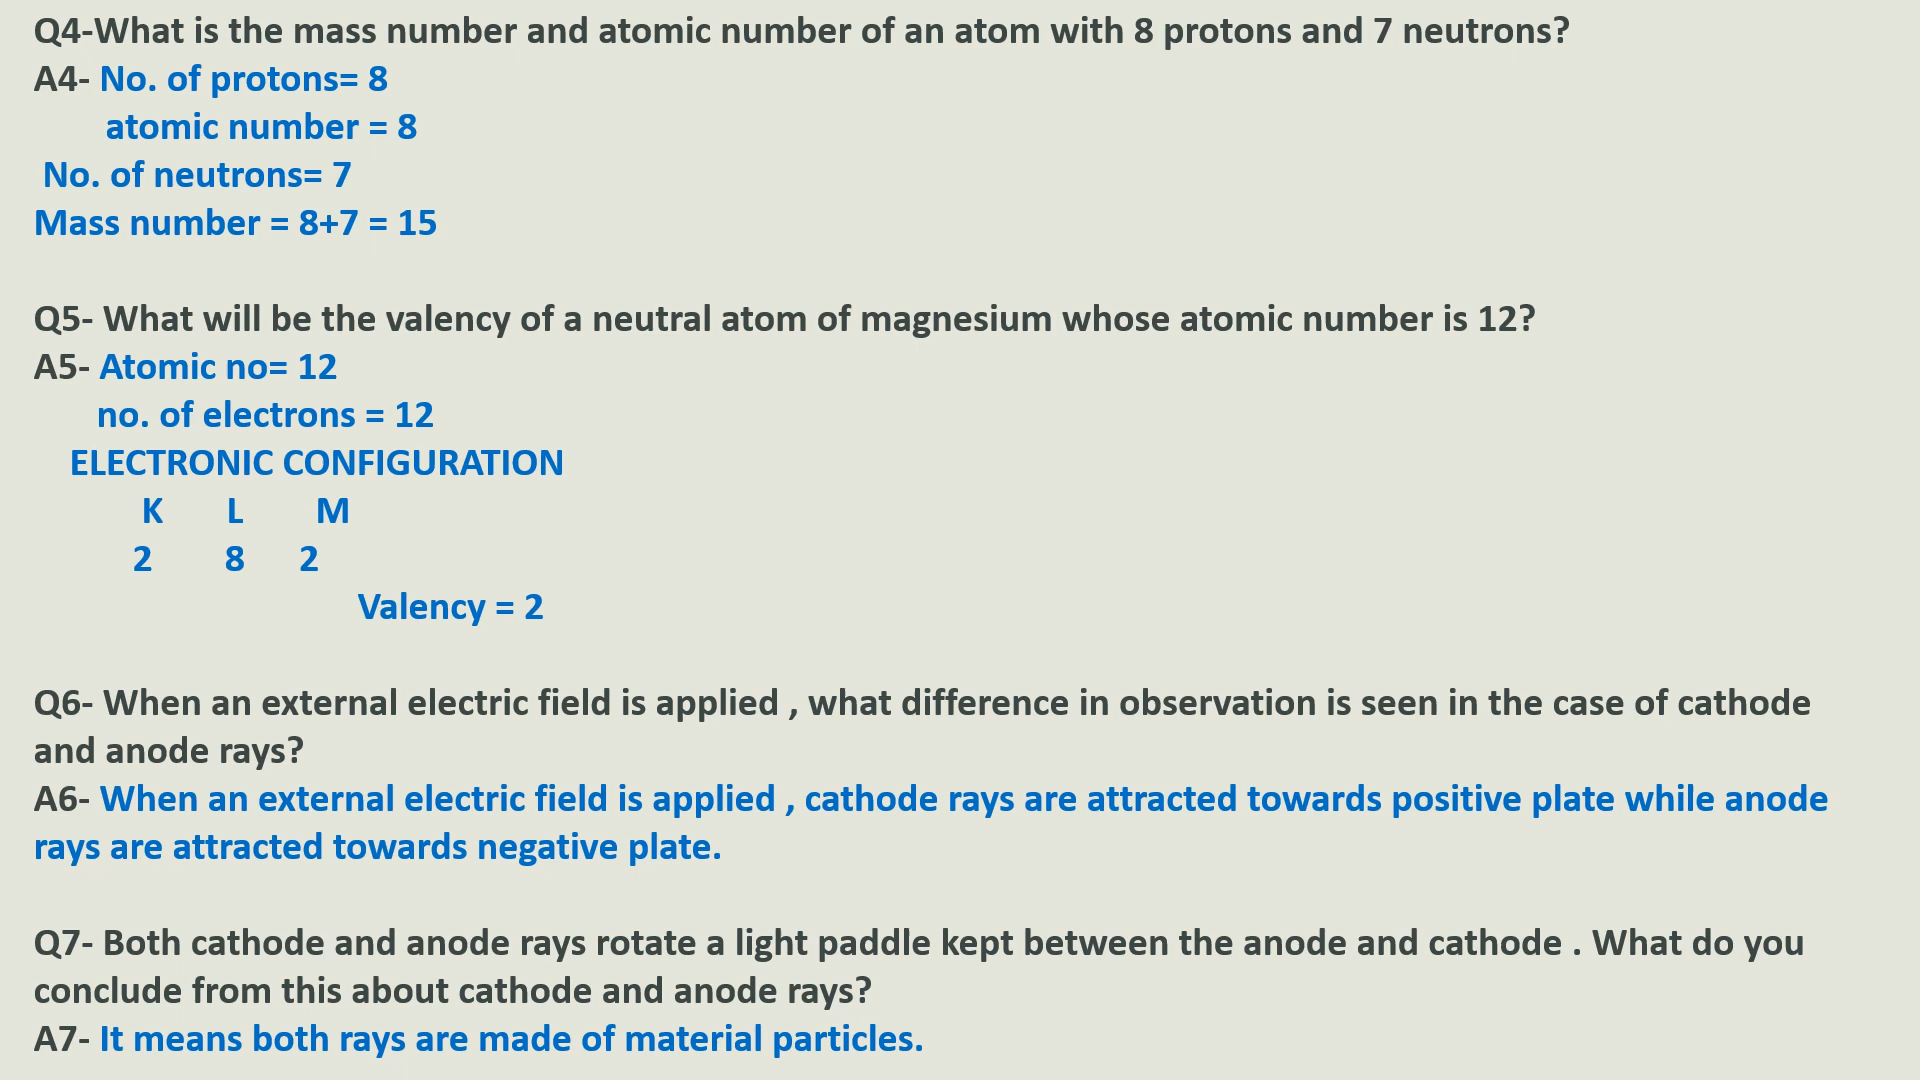 Q4-What is the mass number and atomic number of an atom with 8 protons and 7 neutrons?
A4- No. of protons= 8
atomic number = 8
No. of neutrons= 7
Mass number = 8+7 = 15
Q5- What will be the valency of a neutral atom of magnesium whose atomic number is 12?
A5- Atomic no= 12
no. of electrons = 12
ELECTRONIC CONFIGURATION
K L M
2 8 2
Valency = 2
Q6- When an external electric field is applied , what difference in observation is seen in the case of cathode
and anode rays?
A6- When an external electric field is applied , cathode rays are attracted towards positive plate while anode
rays are attracted towards negative plate.
Q7- Both cathode and anode rays rotate a light paddle kept between the anode and cathode . What do you
conclude from this about cathode and anode rays?
A7- It means both rays are made of material particles.